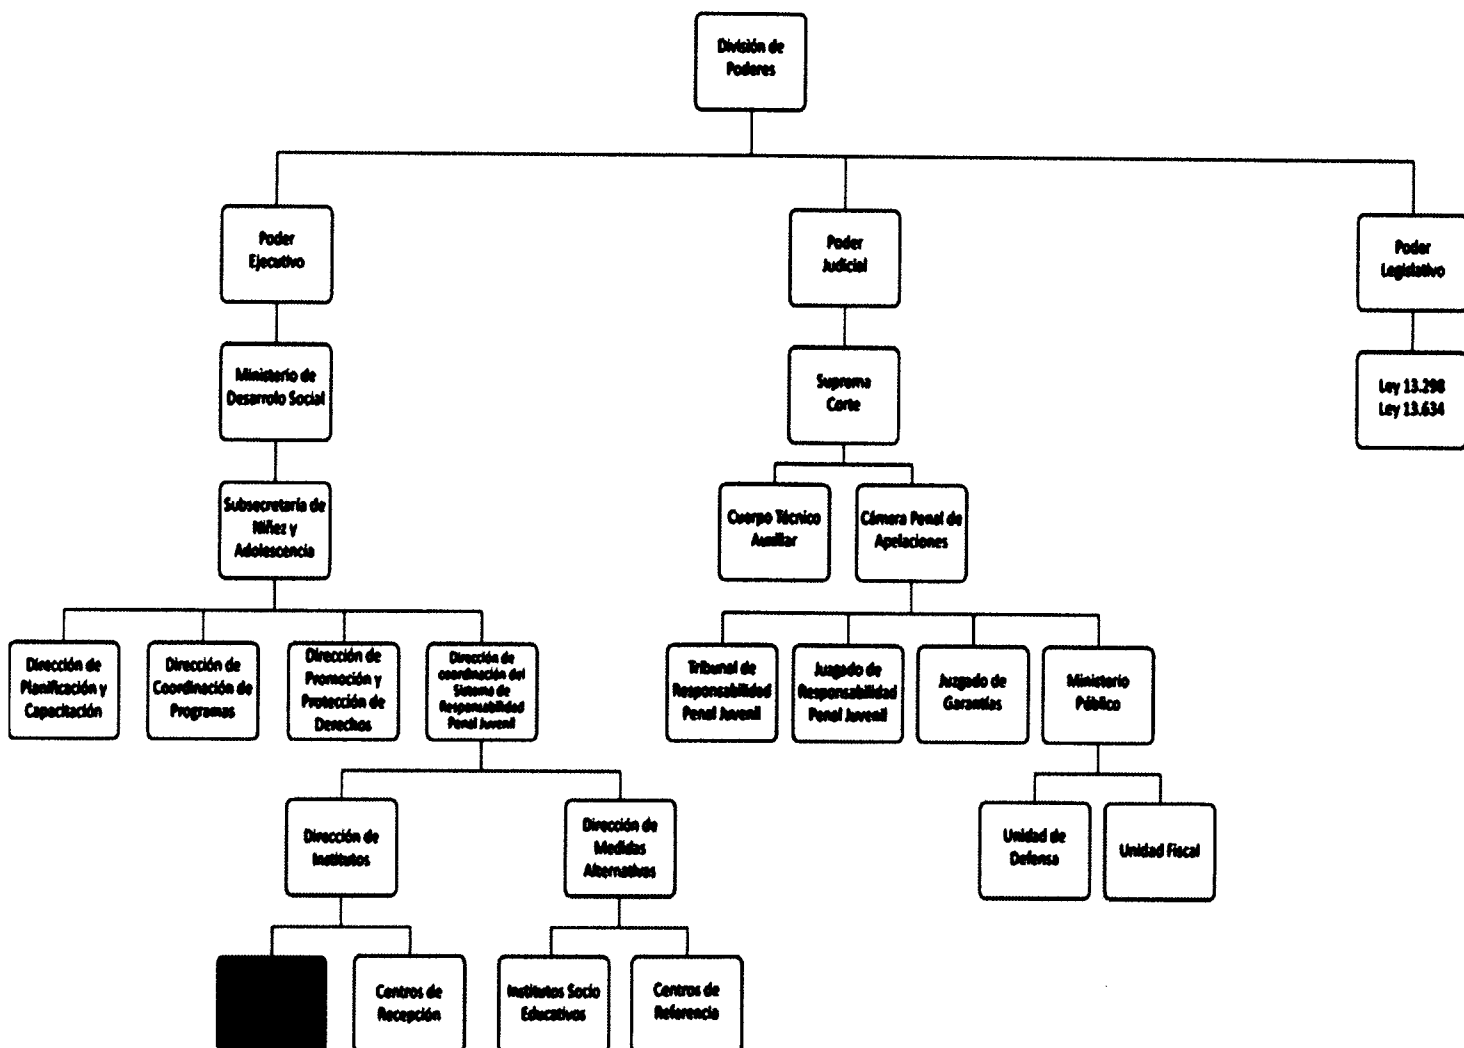 División de
Poderes
Poder
Ejecutivo
Poder
Judicial
Poder
Legislativo
Ministerio de
Desarrolo Social
Suprema
Corte
Ley 13.298
Ley 13.634
Subsecretaría de
Niñez y
Adolescencia
Cuerpo Técnico
Auxiliar
Cámara Penal de
Apelaciones
Dirección de
Planificación y
Capacitación
Dirección de
Coordinación de
Programas
Dirección de
Promoción y
Protección de
Derechos
Dirección de
coordinación del
Sistema de
Responsabilidad
Penal Juvenil
Tribunal de
Responsabilidad
Penal Juvenil
Juzgado de
Responsabilidad
Penal Juvenil
Juzgado de
Garantías
Ministerio
Público
Dirección de
Institutos
Dirección de
Medidas
Alternativas
Unidad de
Defensa
Unidad Fiscal
Centros de
Recepción
Institutos Socio
Educativos
Centros de
Referencia